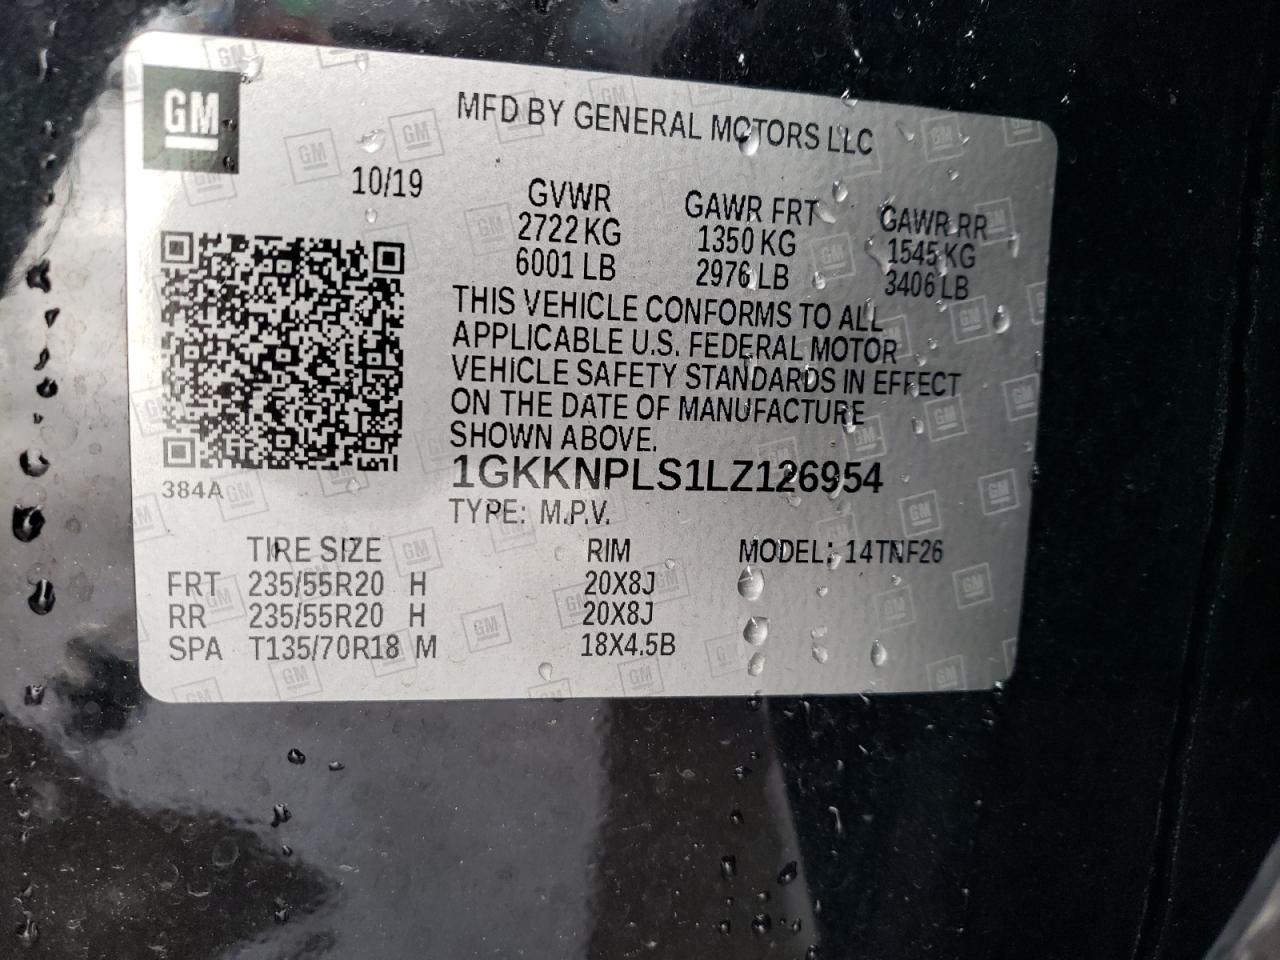 GM
MFD BY GENERAL MOTORS LLC
10/19
GVWR GAWR FRT GAWR RR
2722 KG 1350 KG 1545 KG
6001 LB 2976 LB 3406 LB
THIS VEHICLE CONFORMS TO ALL
APPLICABLE U.S. FEDERAL MOTOR
VEHICLE SAFETY STANDARDS IN EFFECT
ON THE DATE OF MANUFACTURE
SHOWN ABOVE.
1GKKNPLS1LZ126954
384A
TYPE: M.P.V.
TIRE SIZE RIM MODEL: 14TNF26
FRT 235/55R20 H 20X8J
RR 235/55R20 H 20X8J
SPA T135/70R18 M 18X4.5B